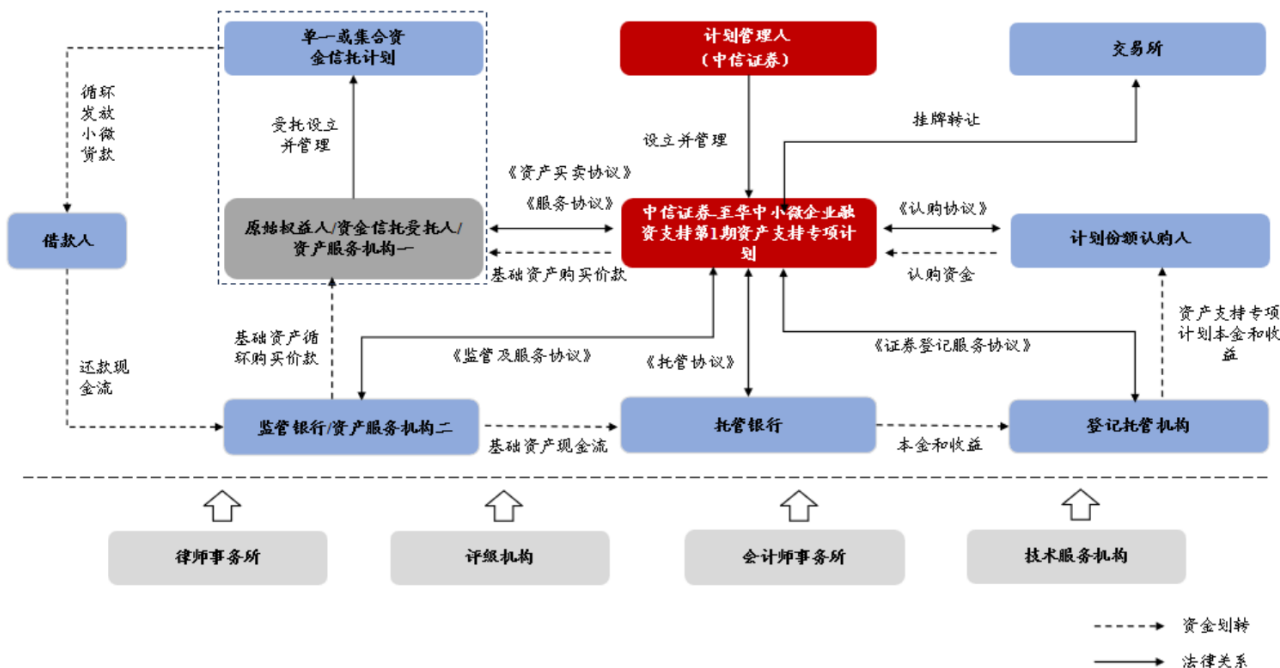 单一或集合资
金信托计划
计划管理人
(中信证券)
交易所
循环
发放
小微
贷款
受托设立
并管理
设立并管理
挂牌转让
《资产买卖协议》
《服务协议》
《认购协议》
借款人
原始权益人/资金信托受托人/
资产服务机构一
中信证券-至华中小微企业融
资支持第1期资产支持专项计
划
计划份额认购人
基础资产购买价款
认购资金
基础资产循
环购买价款
资产支持专项
计划本金和收
益
《监管及服务协议》
《托管协议》
《证券登记服务协议》
还款现
金流
监管银行/资产服务机构二
托管银行
登记托管机构
基础资产现金流
本金和收益
律师事务所
评级机构
会计师事务所
技术服务机构
资金划转
法律关系